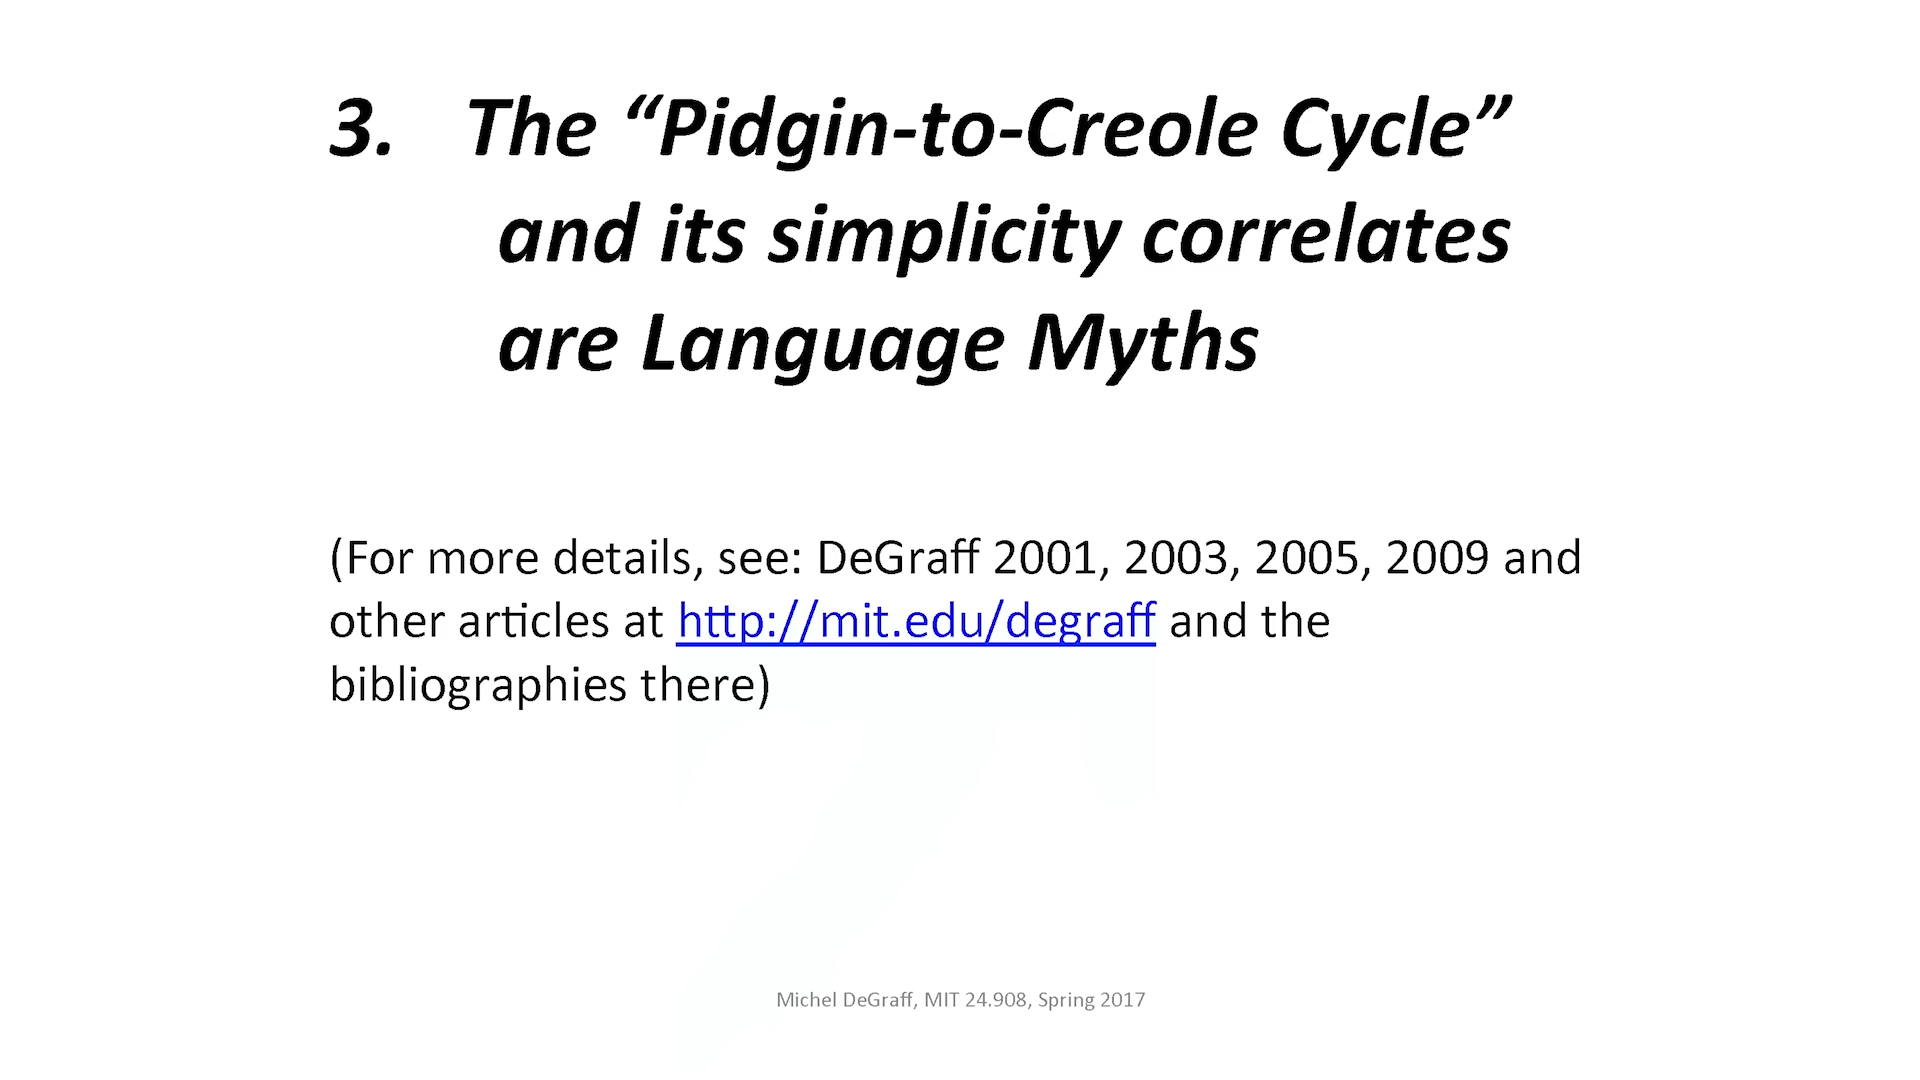 3. The “Pidgin-to-Creole Cycle”
and its simplicity correlates
are Language Myths
(For more details, see: DeGraff 2001, 2003, 2005, 2009 and
other articles at http://mit.edu/degraff and the
bibliographies there)
Michel DeGraff, MIT 24.908, Spring 2017